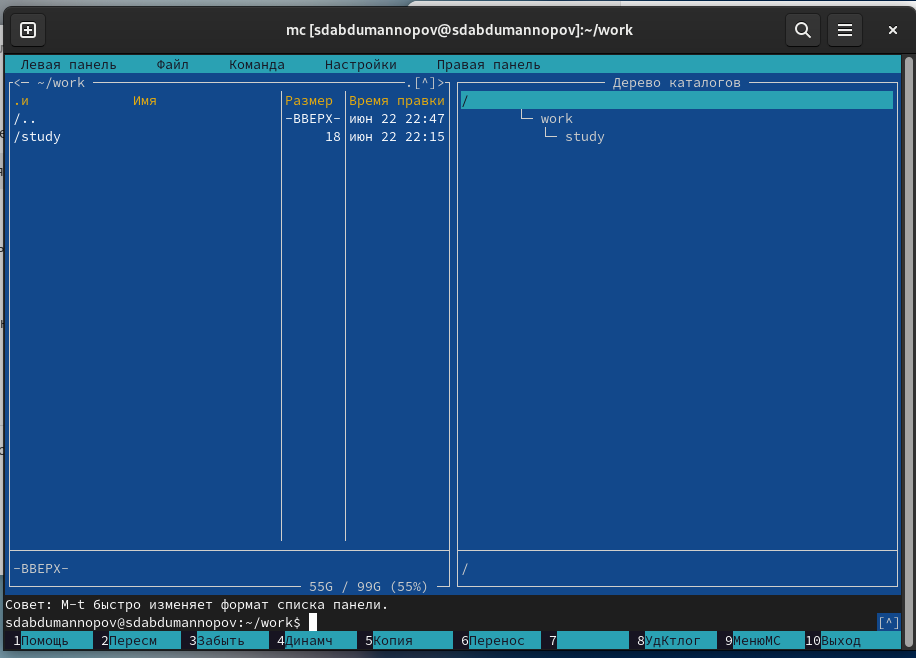 mc [sdabdumannopov@sdabdumannopov]:~/work
Левая панель Файл Команда Настройки Правая панель
<─ ~/work .[^]> Дерево каталогов
.и Имя Размер Время правки /
/.. -ВВЕРХ- июн 22 22:47 work
/study 18 июн 22 22:15 study
-ВВЕРХ- /
55G / 99G (55%)
Совет: M-t быстро изменяет формат списка панели.
sdabdumannopov@sdabdumannopov:~/work$ [^]
1Помощь 2Пересм 3Забыть 4Динамч 5Копия 6Перенос 7 8УдКтлог 9МенюМС 10Выход